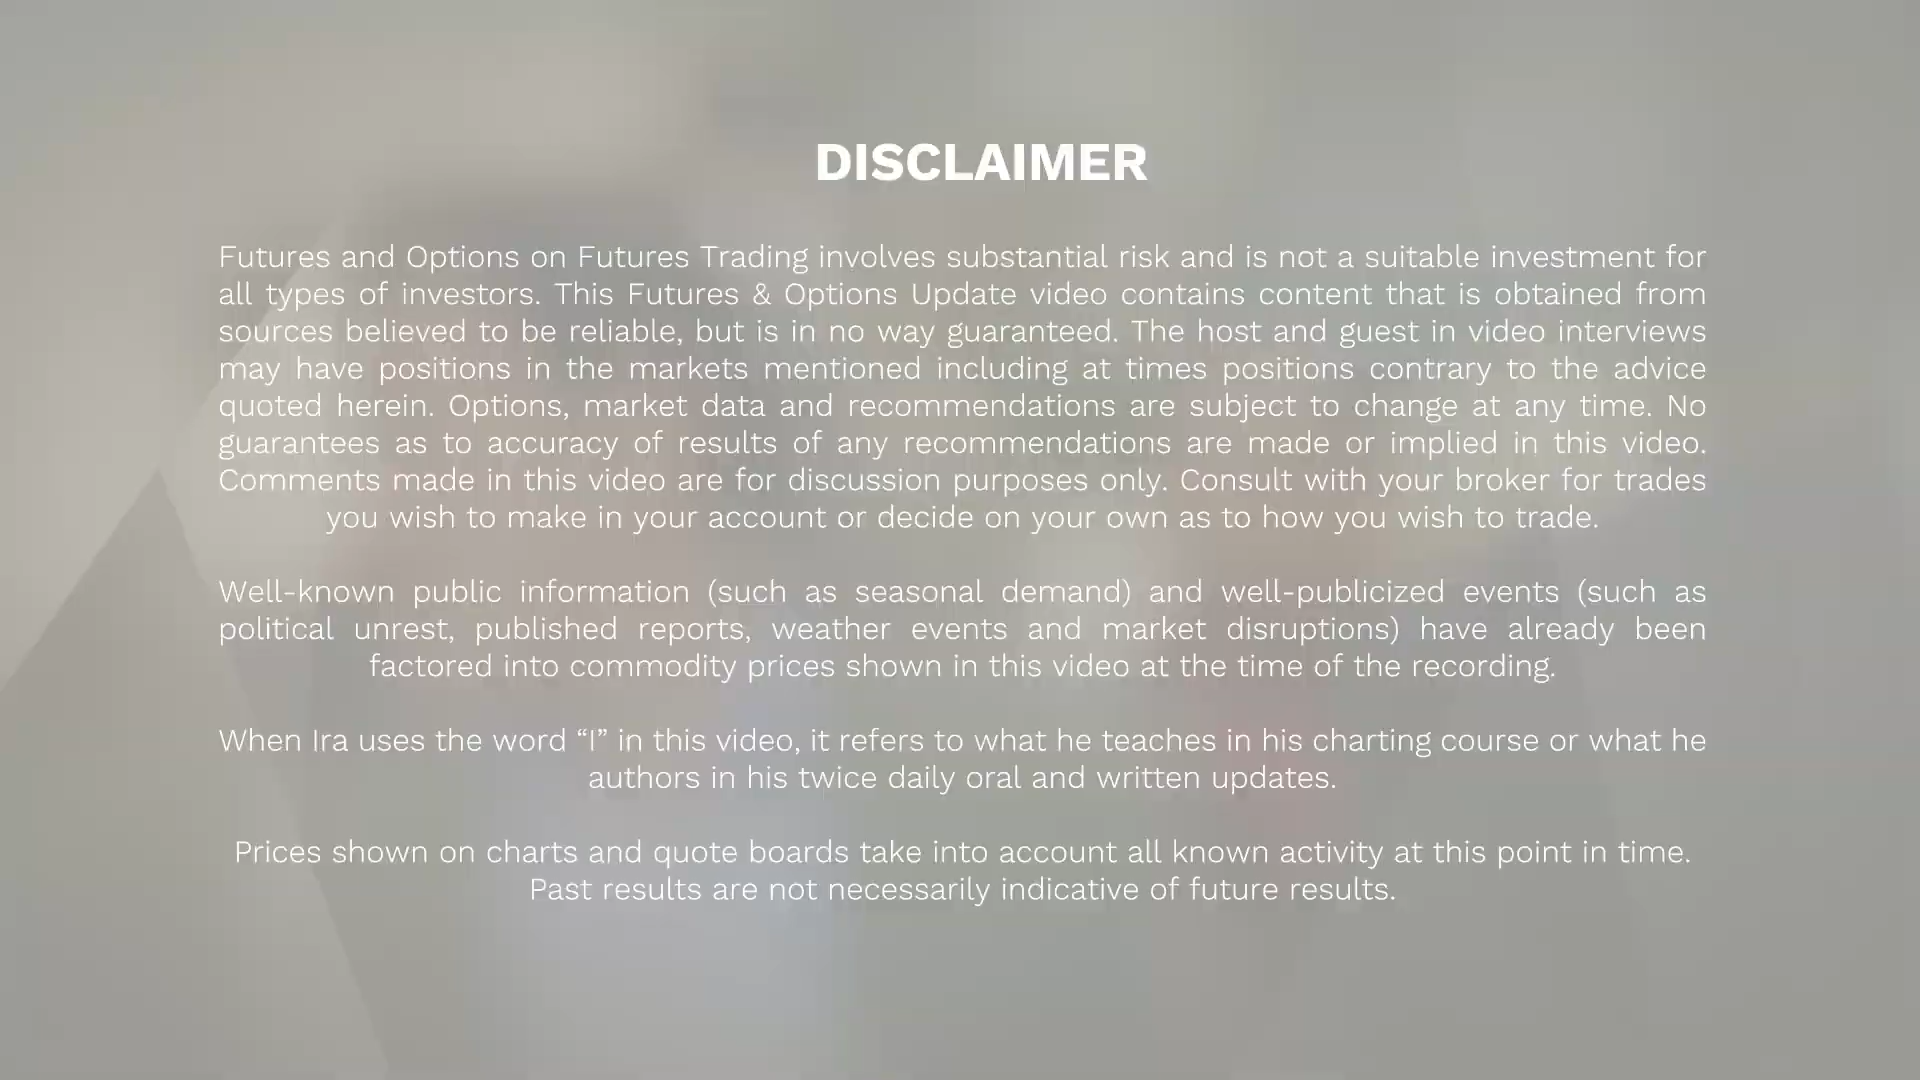 DISCLAIMER
Futures and Options on Futures Trading involves substantial risk and is not a suitable investment for
all types of investors. This Futures & Options Update video contains content that is obtained from
sources believed to be reliable, but is in no way guaranteed. The host and guest in video interviews
may have positions in the markets mentioned including at times positions contrary to the advice
quoted herein. Options, market data and recommendations are subject to change at any time. No
guarantees as to accuracy of results of any recommendations are made or implied in this video.
Comments made in this video are for discussion purposes only. Consult with your broker for trades
you wish to make in your account or decide on your own as to how you wish to trade.
Well-known public information (such as seasonal demand) and well-publicized events (such as
political unrest, published reports, weather events and market disruptions) have already been
factored into commodity prices shown in this video at the time of the recording.
When Ira uses the word “I” in this video, it refers to what he teaches in his charting course or what he
authors in his twice daily oral and written updates.
Prices shown on charts and quote boards take into account all known activity at this point in time.
Past results are not necessarily indicative of future results.